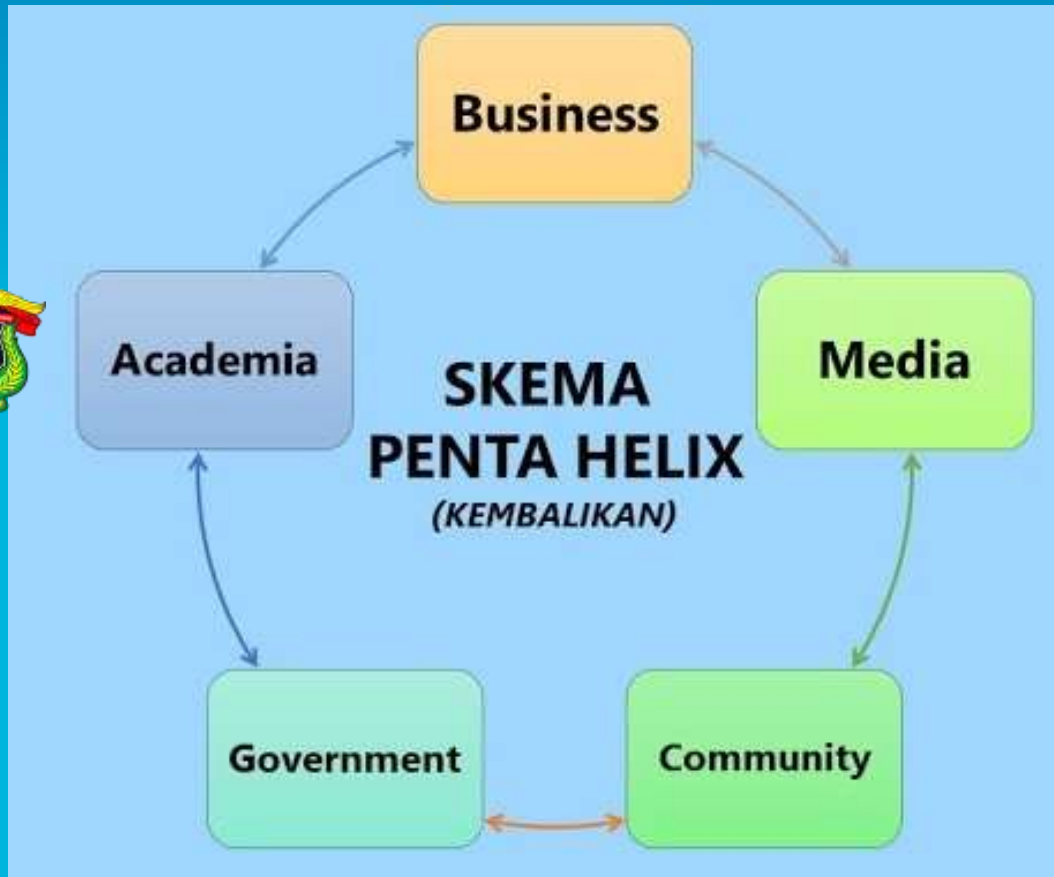 Business
Academia
Media
SKEMA
PENTA HELIX
(KEMBALIKAN)
Government
Community